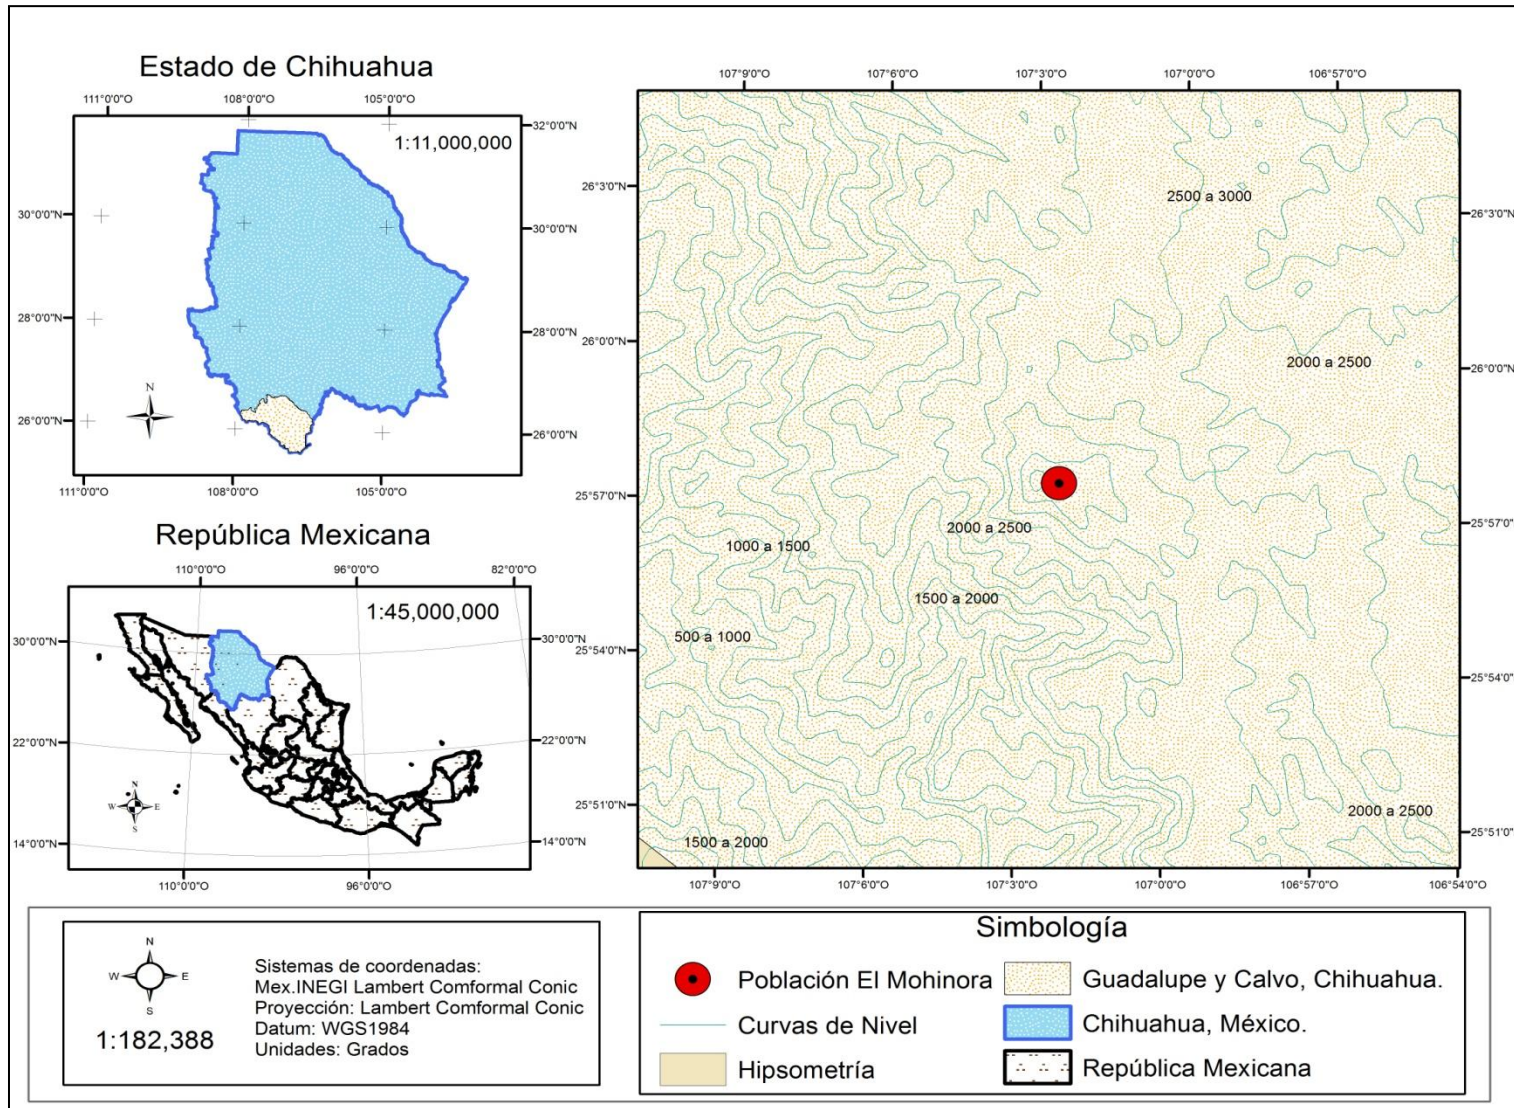 Estado de Chihuahua
111°0'0"O
108°0'0"O
105°0'0"O
1:11,000,000
32°0'0"N
30°0'0"N
30°0'0"N
28°0'0"N
28°0'0"N
N
26°0'0"N
26°0'0"N
111°0'0"O
108°0'0"O
105°0'0"O
República Mexicana
110°0'0"O
96°0'0"O
82°0'0"O
1:45,000,000
30°0'0"N
30°0'0"N
22°0'0"N
22°0'0"N
N
W E
S
14°0'0"N
14°0'0"N
110°0'0"O
96°0'0"O
107°9'0"O
107°6'0"O
107°3'0"O
107°0'0"O
106°57'0"O
26°3'0"N
2500 a 3000
26°3'0"N
26°0'0"N
2000 a 2500
26°0'0"N
25°57'0"N
2000 a 2500
25°57'0"N
1000 a 1500
1500 a 2000
500 a 1000
25°54'0"N
25°54'0"N
25°51'0"N
2000 a 2500
25°51'0"N
1500 a 2000
107°9'0"O
107°6'0"O
107°3'0"O
107°0'0"O
106°57'0"O
106°54'0"O
N
W E
S
1:182,388
Sistemas de coordenadas:
Mex.INEGI Lambert Comformal Conic
Proyección: Lambert Comformal Conic
Datum: WGS1984
Unidades: Grados
Simbología
Población El Mohinora
Curvas de Nivel
Hipsometría
Guadalupe y Calvo, Chihuahua.
Chihuahua, México.
República Mexicana